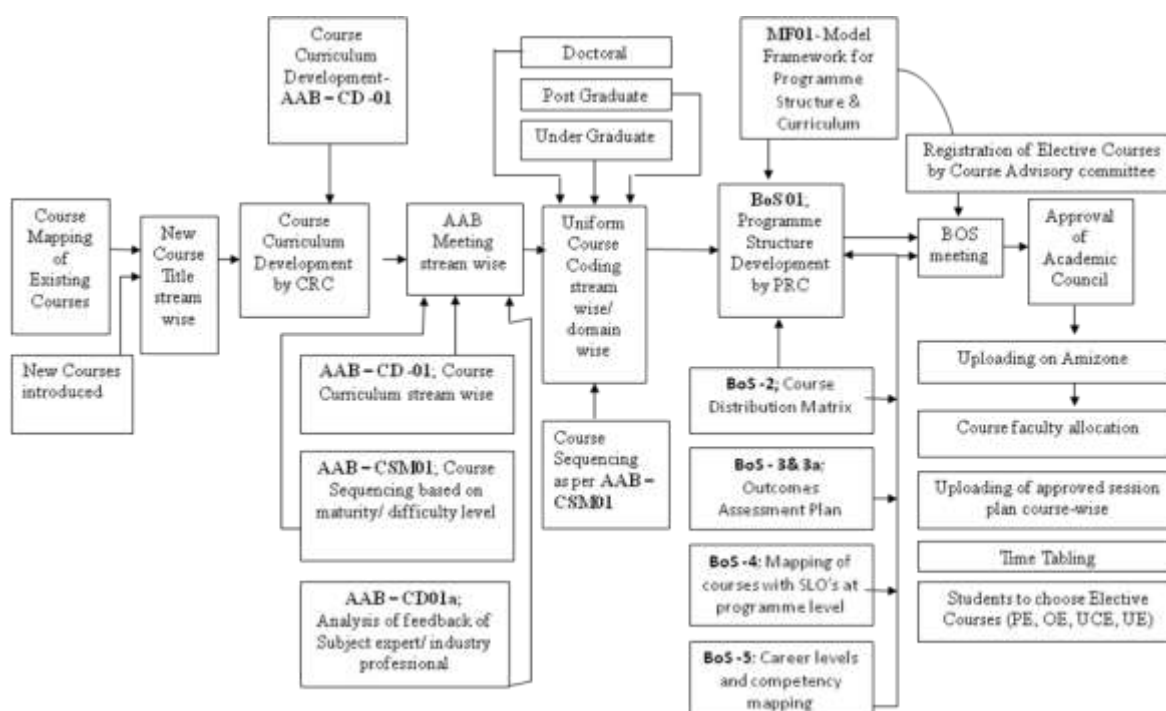 Course
Curriculum
Development-
AAB – CD -01
Doctoral
Post Graduate
Under Graduate
MF01- Model
Framework for
Programme
Structure &
Curriculum
Registration of Elective Courses
by Course Advisory committee
Course
Mapping
of
Existing
Courses
New
Course
Title
stream
wise
Course
Curriculum
Development
by CRC
AAB
Meeting
stream wise
Uniform
Course
Coding
stream
wise/
domain
wise
BoS 01;
Programme
Structure
Development
by PRC
BOS
meeting
Approval
of
Academic
Council
New Courses
introduced
AAB – CD -01; Course
Curriculum stream wise
AAB – CSM01; Course
Sequencing based on
maturity/ difficulty level
AAB – CD01a;
Analysis of feedback of
Subject expert/ industry
professional
Course
Sequencing
as per AAB –
CSM01
BoS -2; Course
Distribution Matrix
BoS - 3& 3a:
Outcomes
Assessment Plan
BoS -4: Mapping of
courses with SLO's at
programme level
BoS -5: Career levels
and competency
mapping
Uploading on Amizone
Course faculty allocation
Uploading of approved session
plan course-wise
Time Tabling
Students to choose Elective
Courses (PE, OE, UCE, UE)